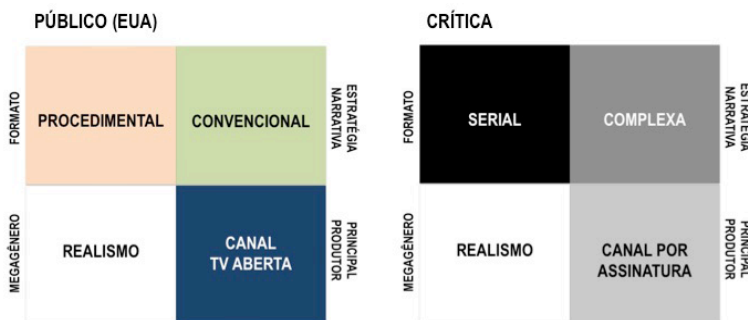 PÚBLICO (EUA)
FORMATO
PROCEDIMENTAL
CONVENCIONAL
ESTRATÉGIA
NARRATIVA
MEGAGÊNERO
REALISMO
CANAL
TV ABERTA
PRINCIPAL
PRODUTOR
CRÍTICA
FORMATO
SERIAL
COMPLEXA
ESTRATÉGIA
NARRATIVA
MEGAGÊNERO
REALISMO
CANAL POR
ASSINATURA
PRINCIPAL
PRODUTOR